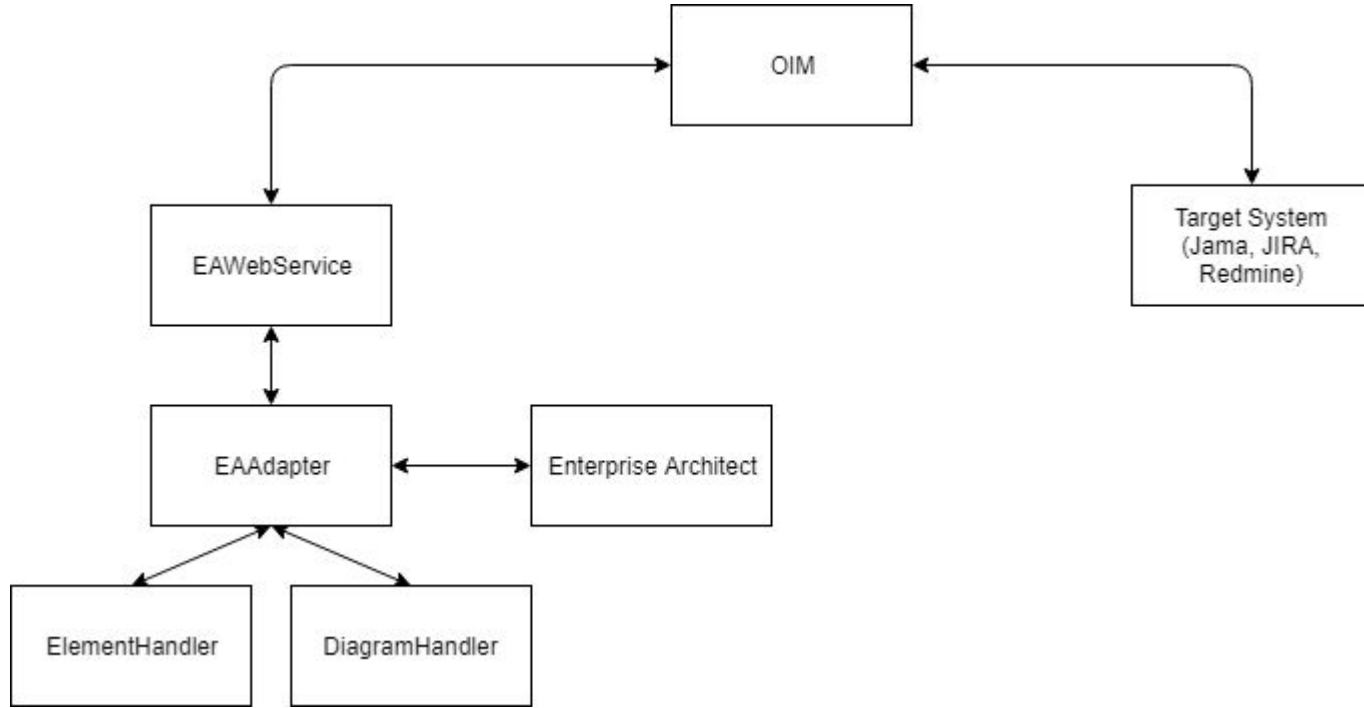 OIM
Target System
(Jama, JIRA,
Redmine)
EAWebService
EAAdapter
Enterprise Architect
ElementHandler
DiagramHandler